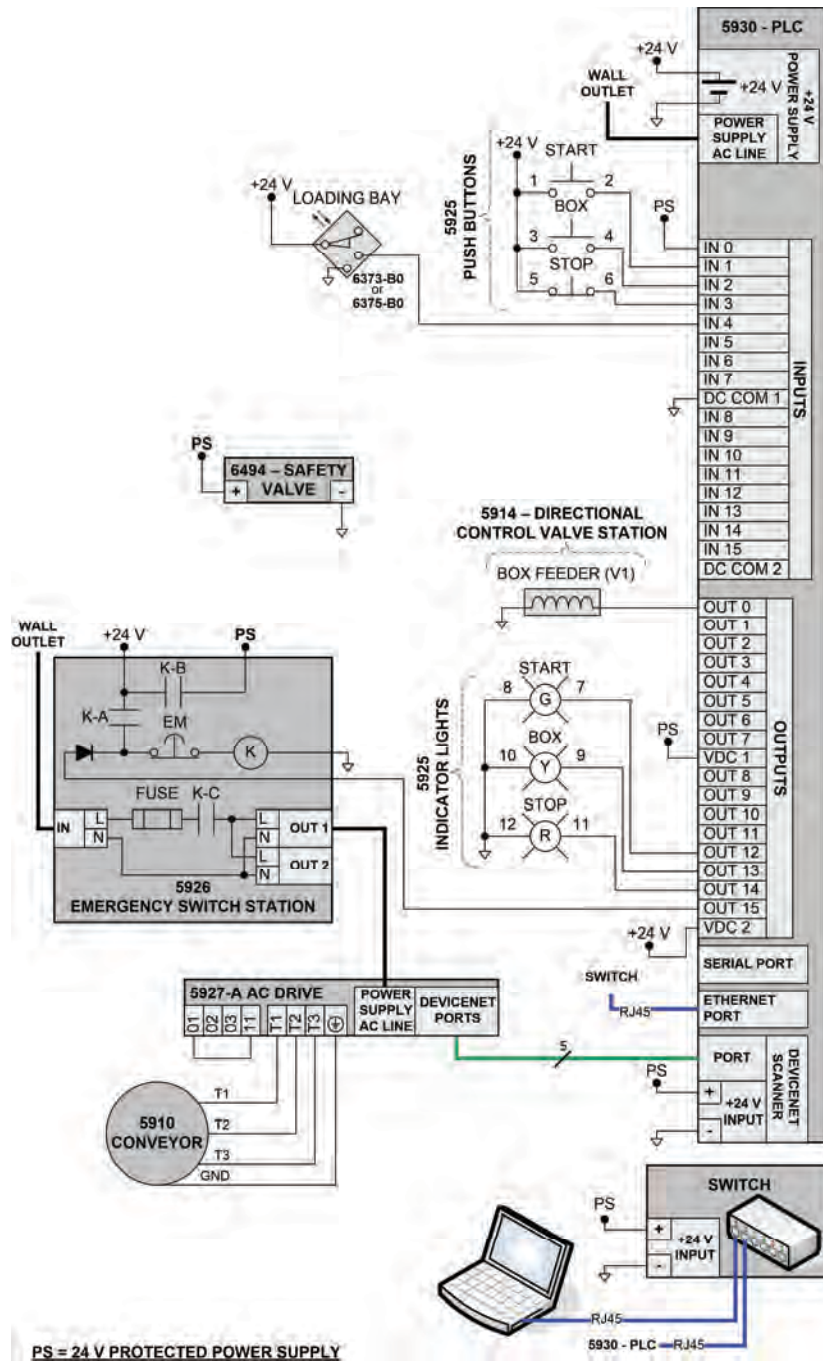 5930 - PLC
+24 V
+24 V
+24 V
POWER SUPPLY
WALL
OUTLET
POWER
SUPPLY
AC LINE
5925
PUSH BUTTONS
+24 V
START
1 2
BOX
3 4
STOP
5 6
PS
+24 V
LOADING BAY
6373-B0
or
6375-B0
IN 0
IN 1
IN 2
IN 3
IN 4
IN 5
IN 6
IN 7
DC COM 1
IN 8
IN 9
IN 10
IN 11
IN 12
IN 13
IN 14
IN 15
DC COM 2
INPUTS
PS
6494 – SAFETY
VALVE
+ -
5914 – DIRECTIONAL
CONTROL VALVE STATION
BOX FEEDER (V1)
OUT 0
OUT 1
OUT 2
OUT 3
OUT 4
OUT 5
OUT 6
OUT 7
VDC 1
OUT 8
OUT 9
OUT 10
OUT 11
OUT 12
OUT 13
OUT 14
OUT 15
VDC 2
OUTPUTS
PS
+24 V
WALL
OUTLET
+24 V
PS
K-B
K-A
EM
K
FUSE
K-C
IN
L
N
L
N
L
N
OUT 1
OUT 2
5926
EMERGENCY SWITCH STATION
5925
INDICATOR LIGHTS
START
8 G 7
BOX
10 Y 9
STOP
12 R 11
SERIAL PORT
SWITCH
RJ45
ETHERNET
PORT
5927-A AC DRIVE
01
02
03
11
T1
T2
T3
POWER
SUPPLY
AC LINE
DEVICENET
PORTS
5
PORT
PS
+
-
+24 V
INPUT
DEVICENET
SCANNER
5910
CONVEYOR
T1
T2
T3
GND
SWITCH
PS
+
-
+24 V
INPUT
RJ45
5930 - PLC
RJ45
PS = 24 V PROTECTED POWER SUPPLY